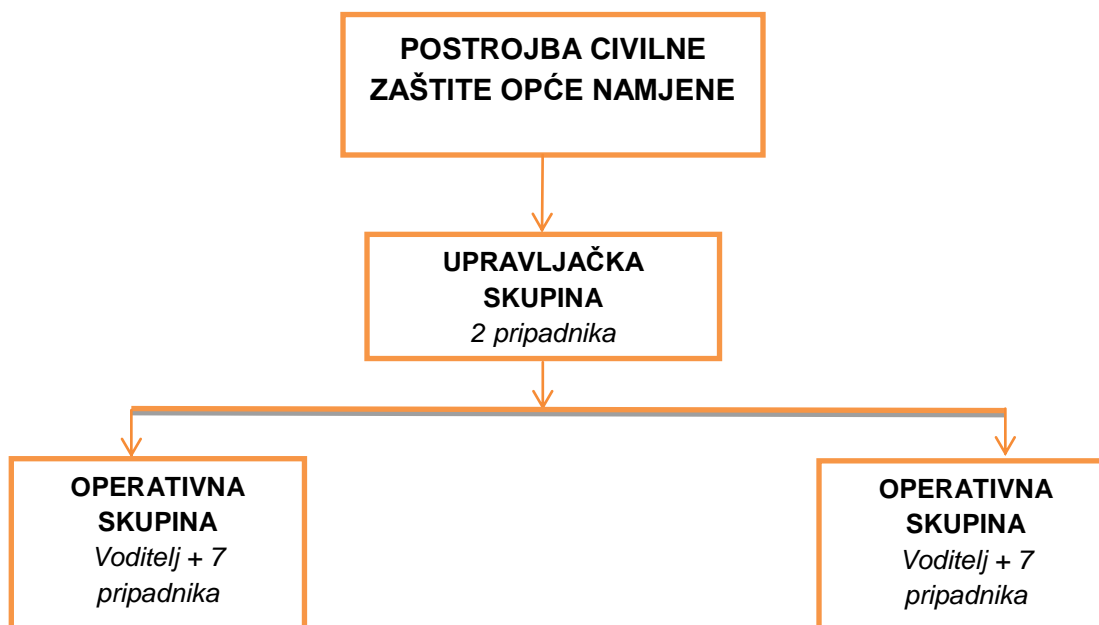 POSTROJBA CIVILNE
ZAŠTITE OPĆE NAMJENE
UPRAVLJAČKA
SKUPINA
2 pripadnika
OPERATIVNA
SKUPINA
Voditelj + 7
pripadnika
OPERATIVNA
SKUPINA
Voditelj + 7
pripadnika